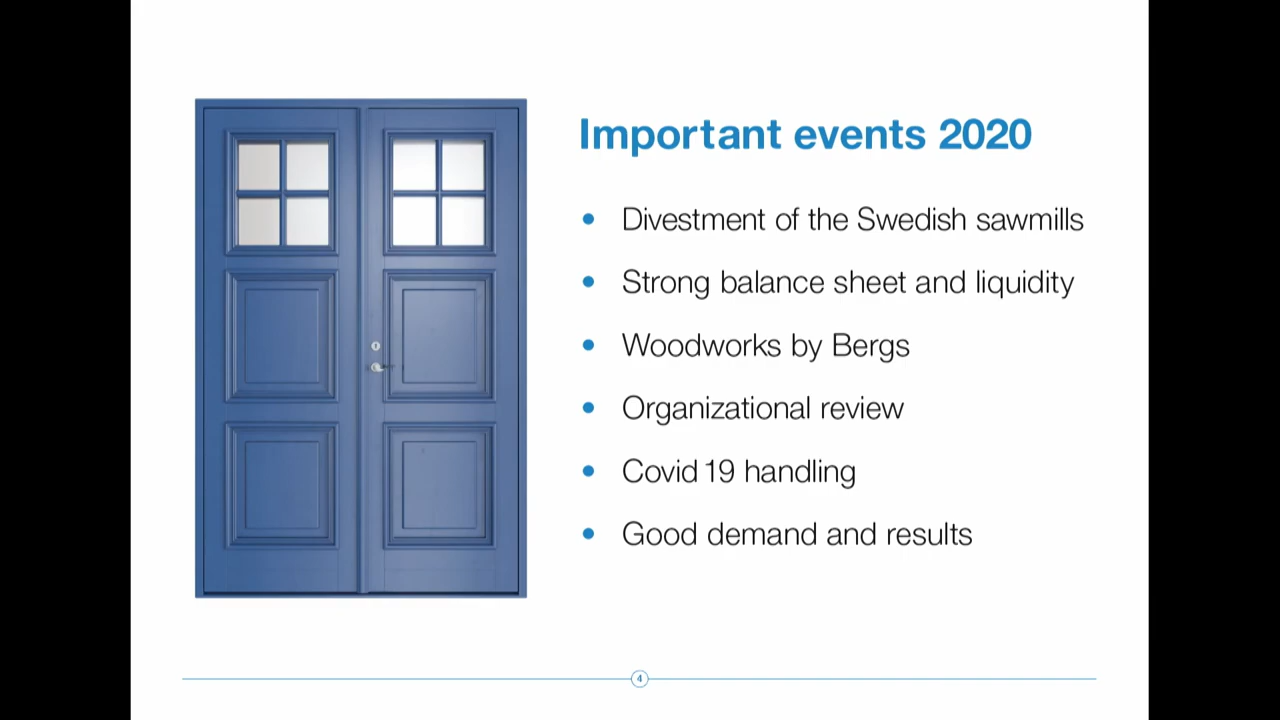 Important events 2020
• Divestment of the Swedish sawmills
• Strong balance sheet and liquidity
• Woodworks by Bergs
• Organizational review
• Covid 19 handling
• Good demand and results
4